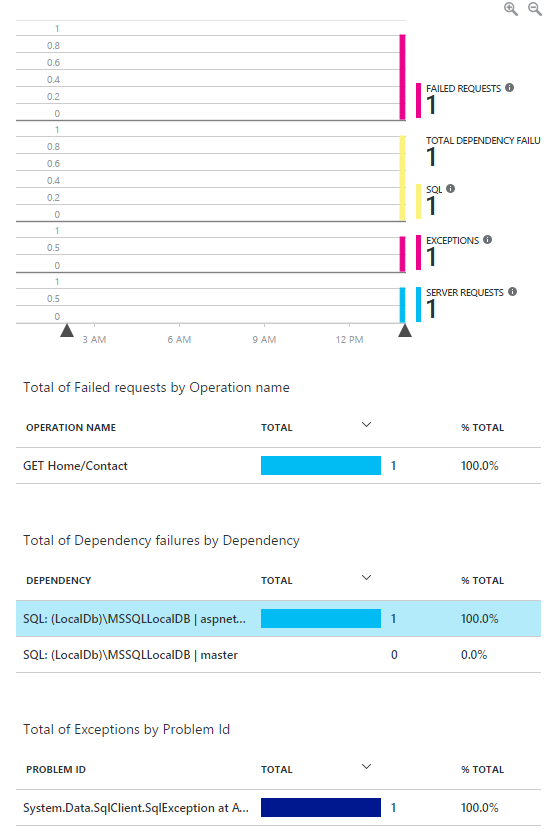 1
0.8
0.6
0.4
0.2
0
FAILED REQUESTS
1
1
0.8
0.6
0.4
0.2
0
TOTAL DEPENDENCY FAILU
1
SQL
1
1
0.5
0
EXCEPTIONS
1
1
0.5
0
SERVER REQUESTS
1
3 AM 6 AM 9 AM 12 PM
Total of Failed requests by Operation name
OPERATION NAME TOTAL % TOTAL
GET Home/Contact 1 100.0%
Total of Dependency failures by Dependency
DEPENDENCY TOTAL % TOTAL
SQL: (LocalDb)\MSSQLLocalDB | aspnet... 1 100.0%
SQL: (LocalDb)\MSSQLLocalDB | master 0 0.0%
Total of Exceptions by Problem Id
PROBLEM ID TOTAL % TOTAL
System.Data.SqlClient.SqlException at A... 1 100.0%